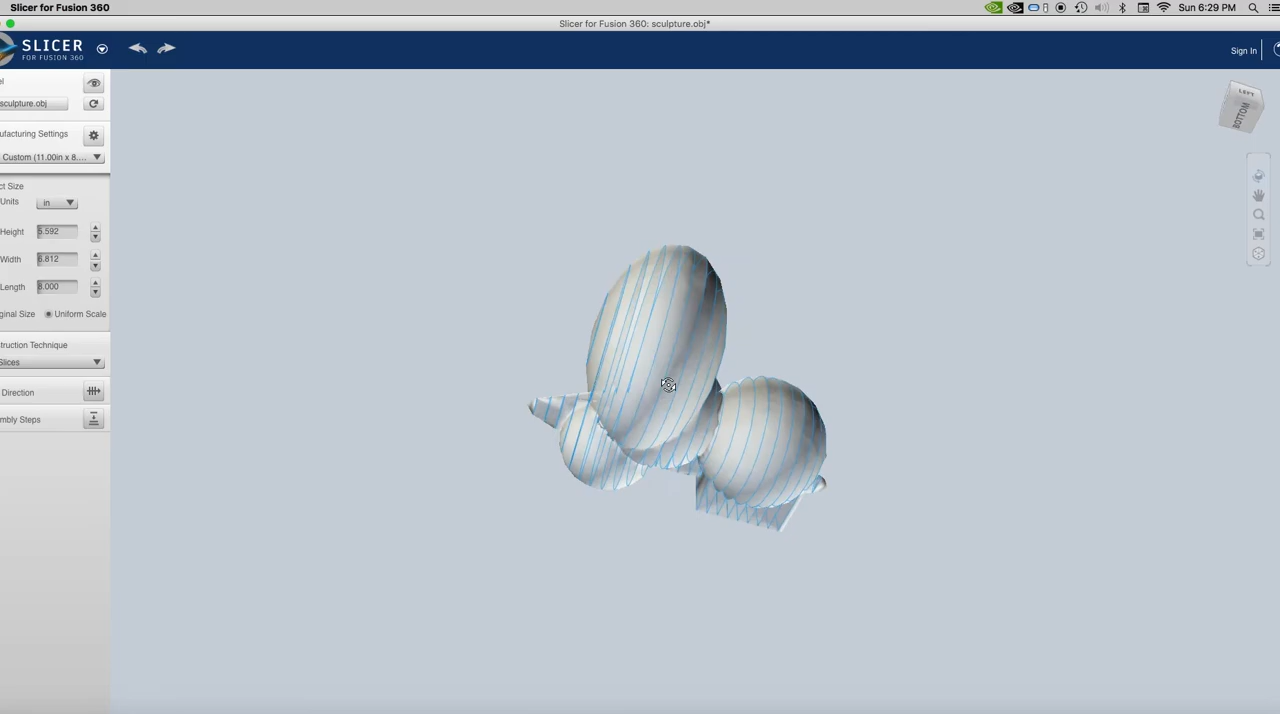 Slicer for Fusion 360
Sun 6:29 PM
Slicer for Fusion 360: sculpture.obj*
SLICER
FOR FUSION 360
Sign In
el
sculpture.obj
ufacturing Settings
Custom (11.00in x 8....
ct Size
Units
in
Height
5.592
Width
6.812
Length
8.000
ginal Size
Uniform Scale
truction Technique
Slices
Direction
mbly Steps
LEFT
BOTTOM